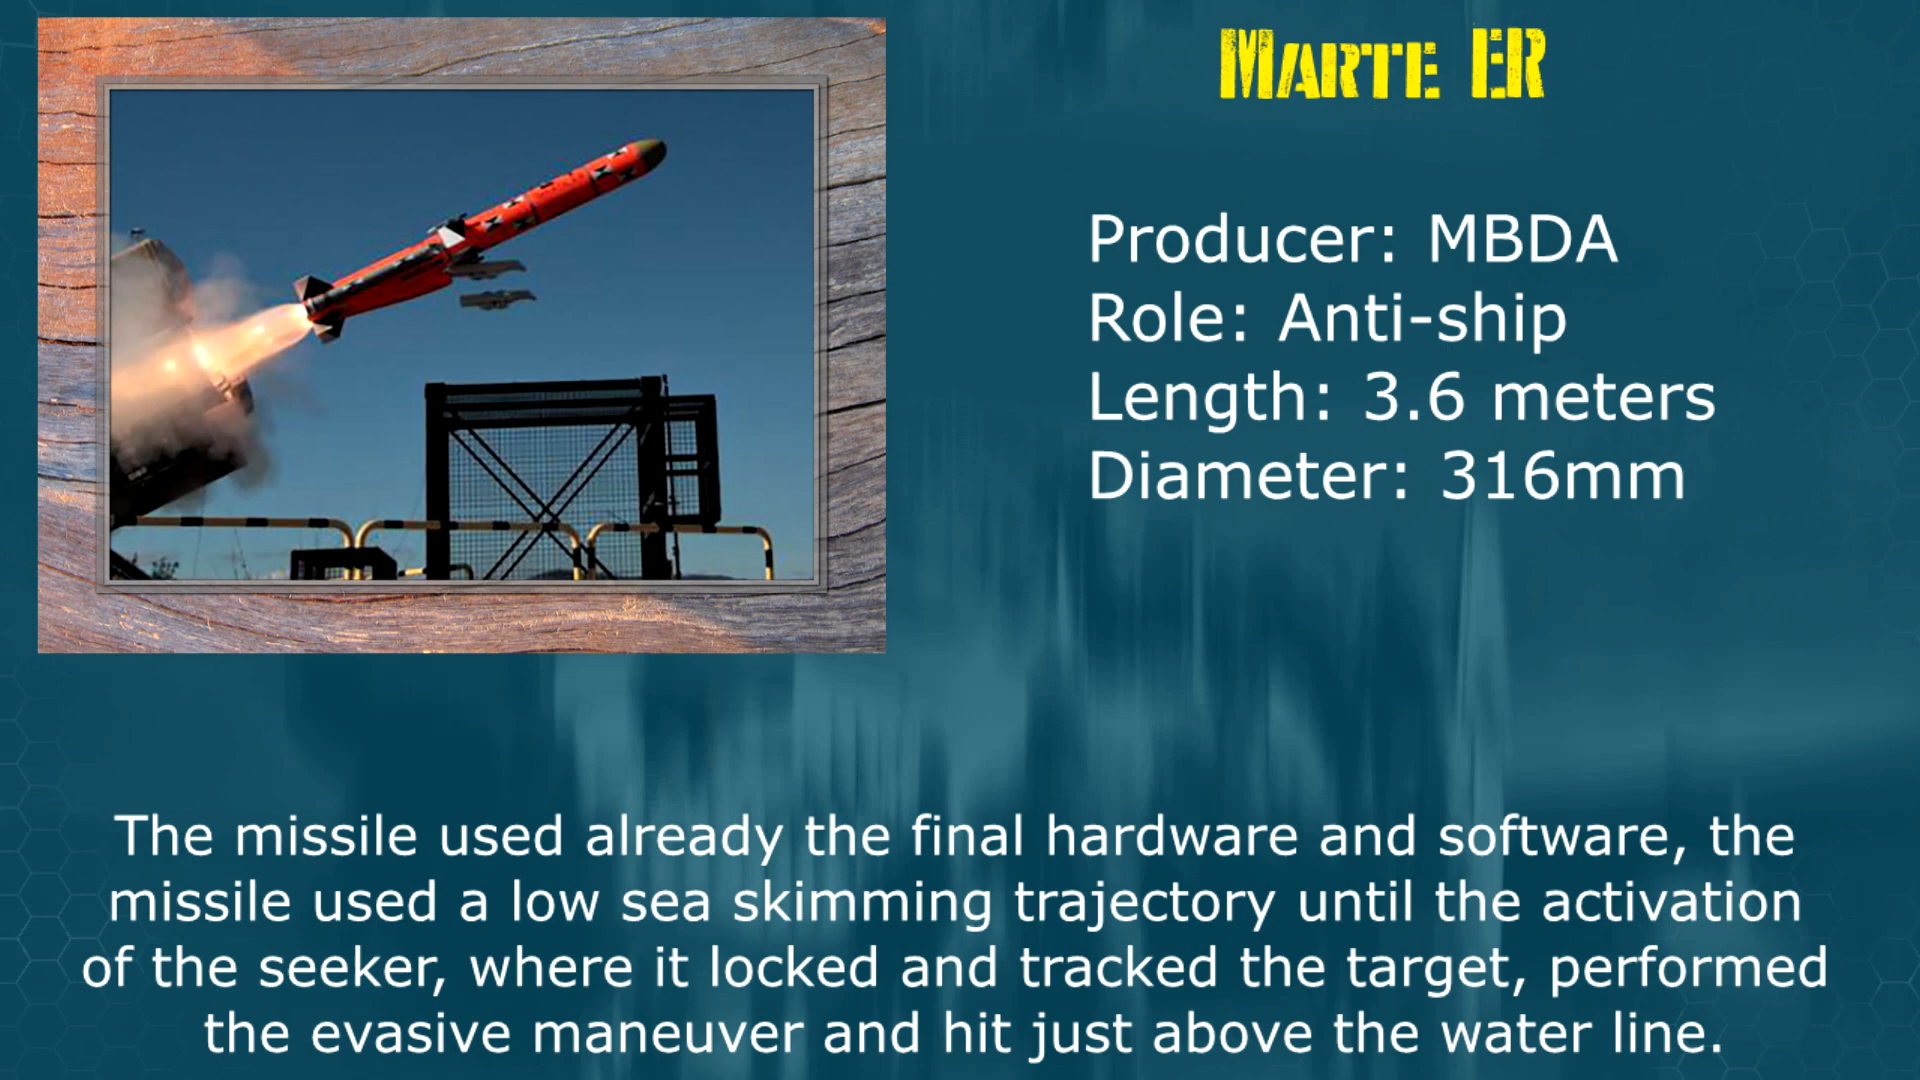 Marte ER
Producer: MBDA
Role: Anti-ship
Length: 3.6 meters
Diameter: 316mm
The missile used already the final hardware and software, the
missile used a low sea skimming trajectory until the activation
of the seeker, where it locked and tracked the target, performed
the evasive maneuver and hit just above the water line.